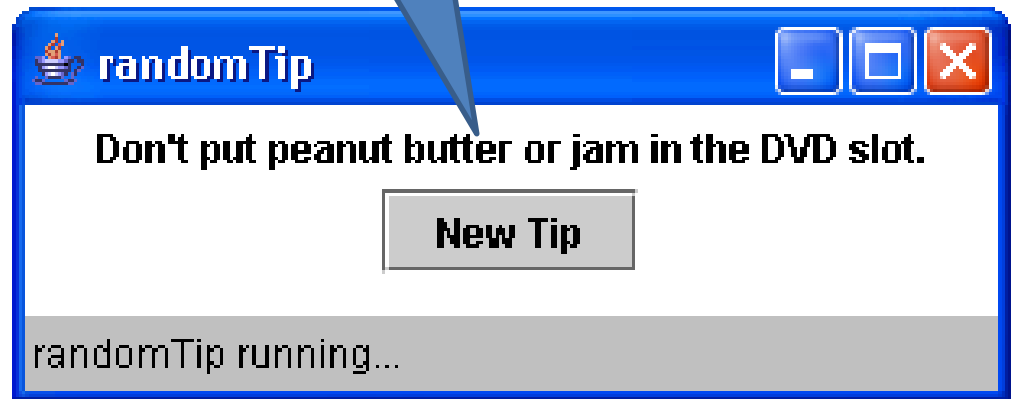 randomTip
Don't put peanut butter or jam in the DVD slot.
New Tip
randomTip running...